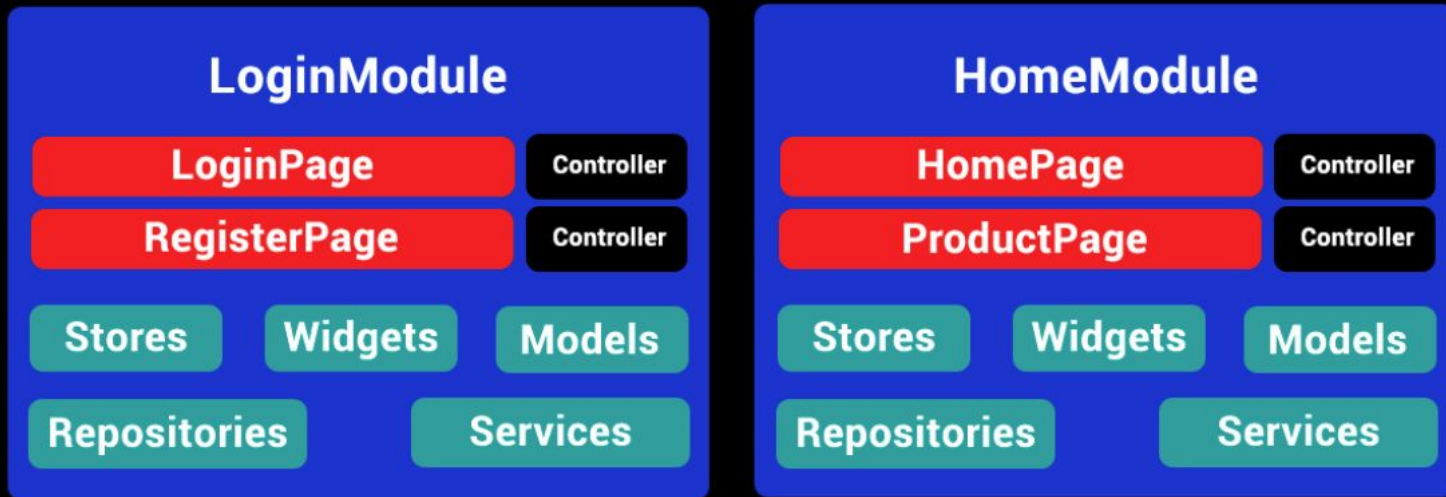 LoginModule
LoginPage
Controller
RegisterPage
Controller
Stores
Widgets
Models
Repositories
Services
HomeModule
HomePage
Controller
ProductPage
Controller
Stores
Widgets
Models
Repositories
Services